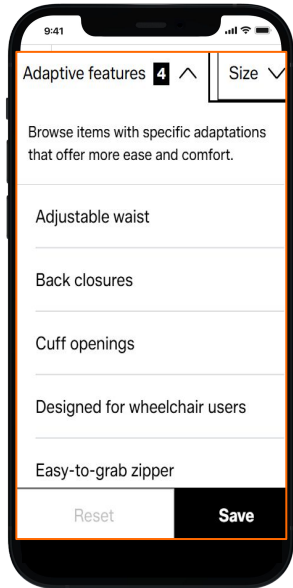 9:41
Adaptive features 4 Size
Browse items with specific adaptations
that offer more ease and comfort.
Adjustable waist
Back closures
Cuff openings
Designed for wheelchair users
Easy-to-grab zipper
Reset Save